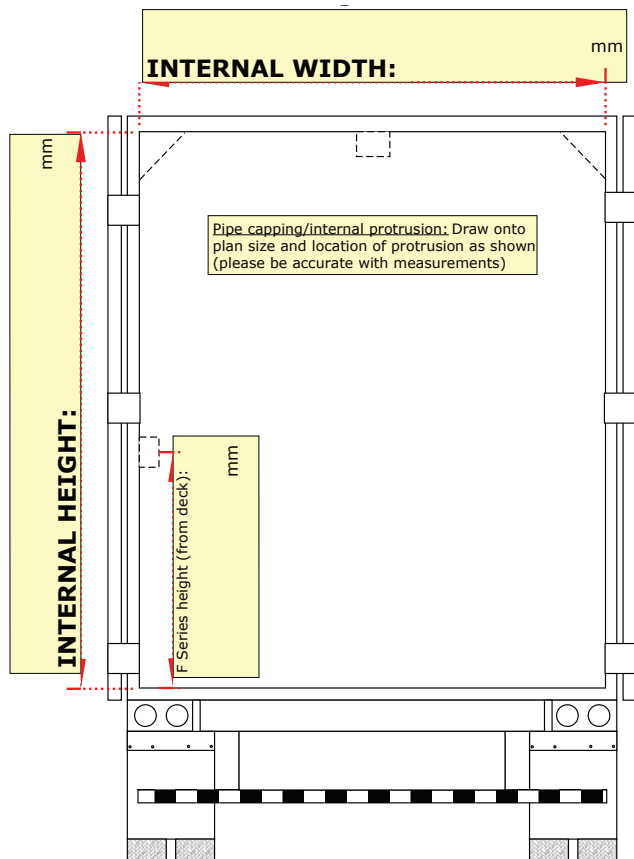 mm
INTERNAL WIDTH:
mm
Pipe capping/internal protrusion: Draw onto
plan size and location of protrusion as shown
(please be accurate with measurements)
INTERNAL HEIGHT:
mm
F Series height (from deck):